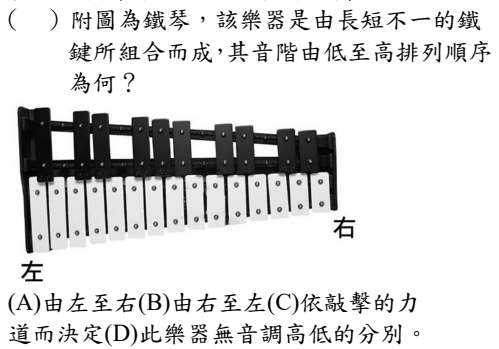 (　)附圖為鐵琴，該樂器是由長短不一的鐵
鍵所組合而成，其音階由低至高排列順序
為何？
右
左
(A)由左至右(B)由右至左(C)依敲擊的力
道而決定(D)此樂器無音調高低的分別。